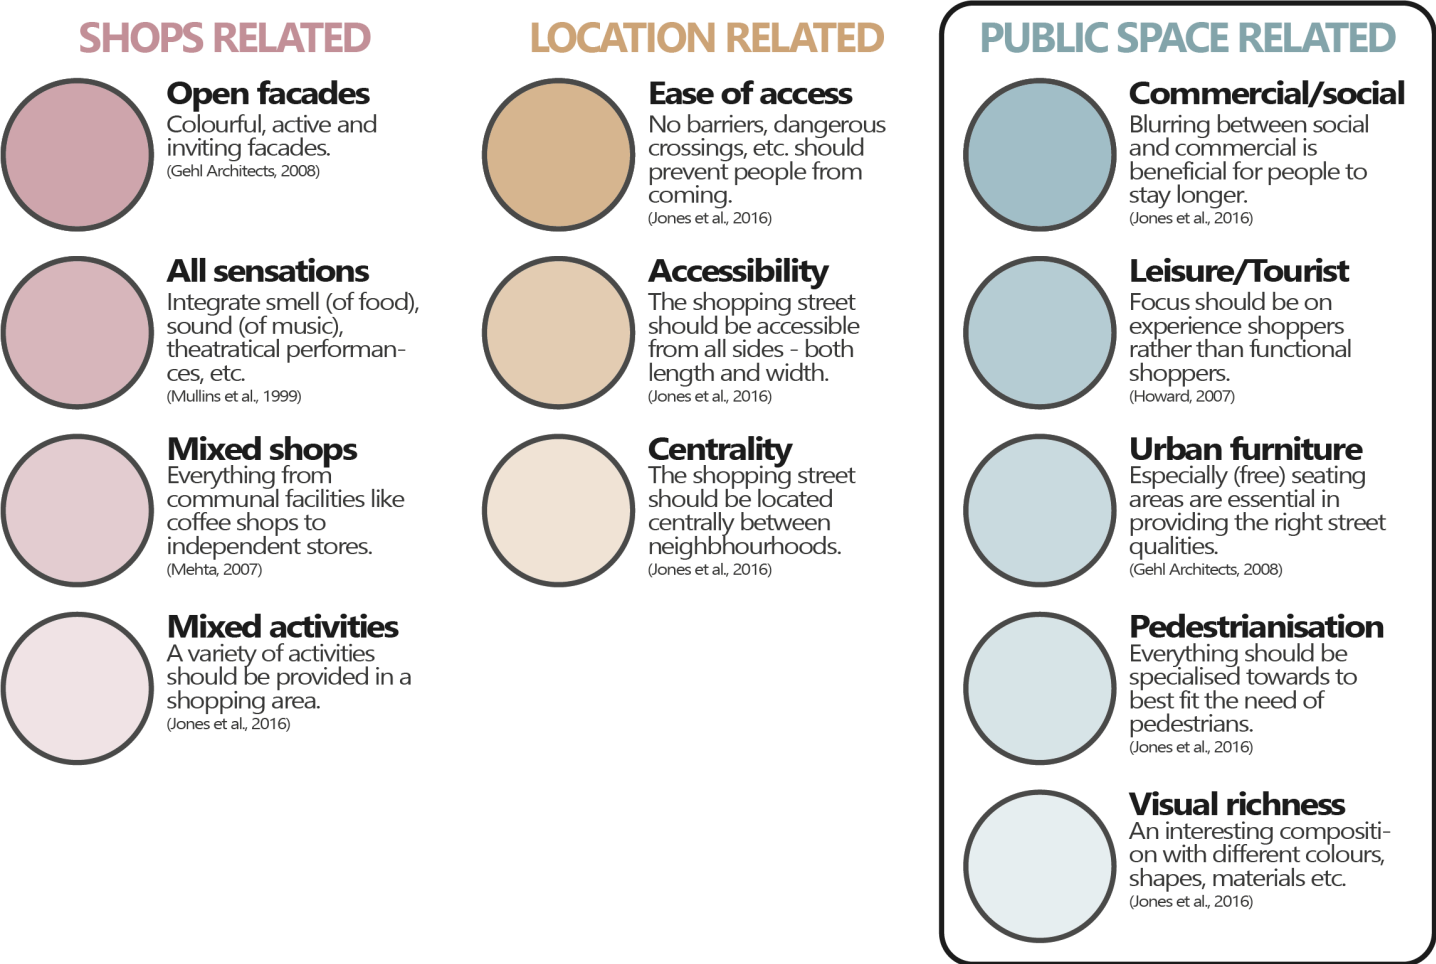 SHOPS RELATED
Open facades
Colourful, active and
inviting facades.
(Gehl Architects, 2008)
All sensations
Integrate smell (of food),
sound (of music),
theatratical performan-
ces, etc.
(Mullins et al., 1999)
Mixed shops
Everything from
communal facilities like
coffee shops to
independent stores.
(Mehta, 2007)
Mixed activities
A variety of activities
should be provided in a
shopping area.
(Jones et al., 2016)
LOCATION RELATED
Ease of access
No barriers, dangerous
crossings, etc. should
prevent people from
coming.
(Jones et al., 2016)
Accessibility
The shopping street
should be accessible
from all sides - both
length and width.
(Jones et al., 2016)
Centrality
The shopping street
should be located
centrally between
neighbhourhoods.
(Jones et al., 2016)
PUBLIC SPACE RELATED
Commercial/social
Blurring between social
and commercial is
beneficial for people to
stay longer.
(Jones et al., 2016)
Leisure/Tourist
Focus should be on
experience shoppers
rather than functional
shoppers.
(Howard, 2007)
Urban furniture
Especially (free) seating
areas are essential in
providing the right street
qualities.
(Gehl Architects, 2008)
Pedestrianisation
Everything should be
specialised towards to
best fit the need of
pedestrians.
(Jones et al., 2016)
Visual richness
An interesting compositi-
on with different colours,
shapes, materials etc.
(Jones et al., 2016)